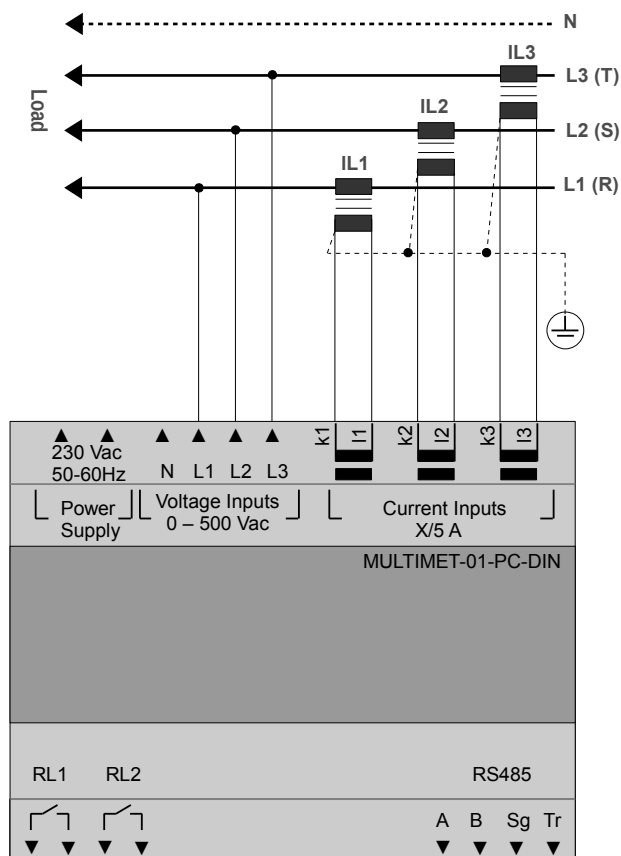 N
IL3
L3 (T)
Load
IL2
L2 (S)
IL1
L1 (R)
k1 l1 k2 l2 k3 l3
230 Vac
50-60Hz
N L1 L2 L3
Power
Supply
Voltage Inputs
0 – 500 Vac
Current Inputs
X/5 A
MULTIMET-01-PC-DIN
RL1 RL2 RS485
A B Sg Tr